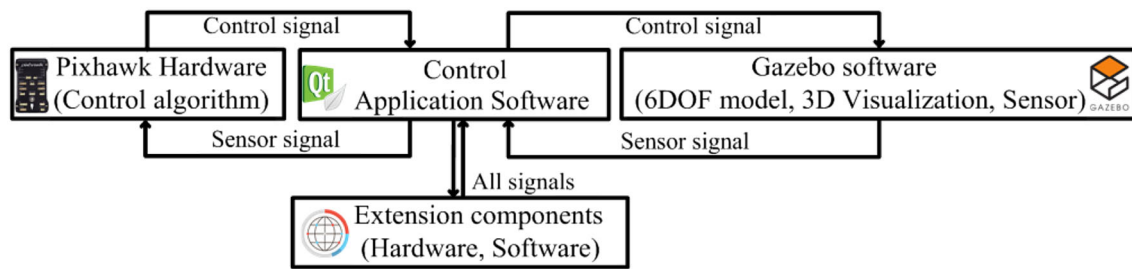 Control signal
Control signal
Pixhawk Hardware
(Control algorithm)
Qt
Control
Application Software
Gazebo software
(6DOF model, 3D Visualization, Sensor)
GAZEBO
Sensor signal
Sensor signal
All signals
Extension components
(Hardware, Software)